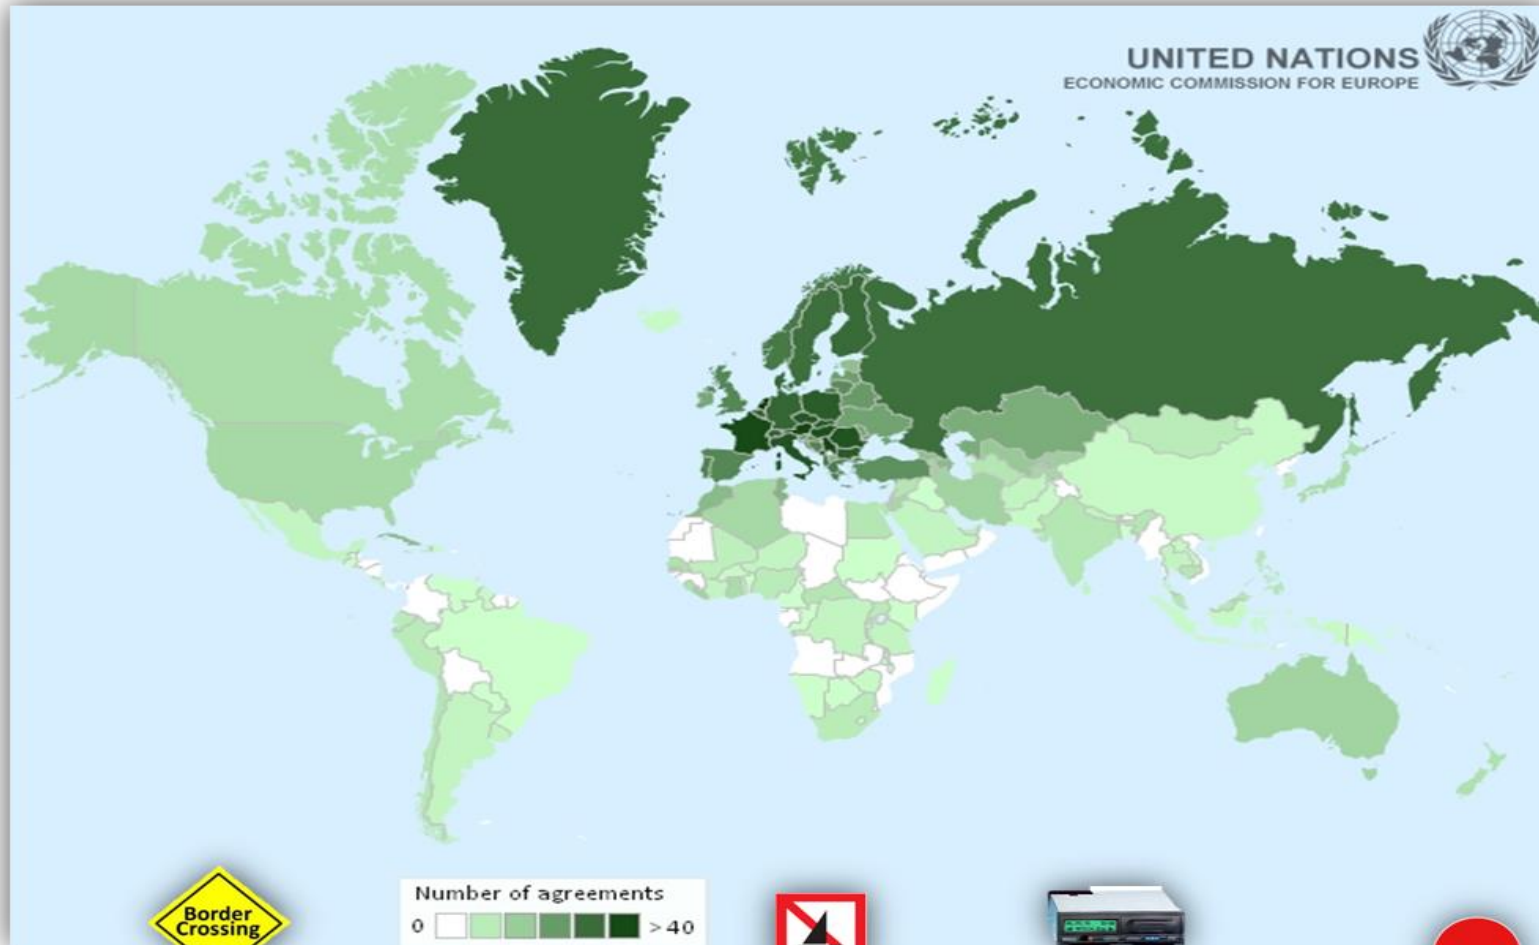 UNITED NATIONS
ECONOMIC COMMISSION FOR EUROPE
Border
Crossing
Number of agreements
0 > 40